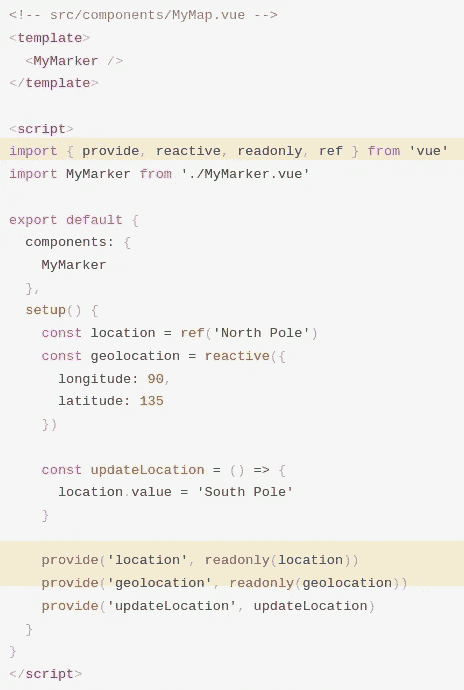 <!-- src/components/MyMap.vue -->
<template>
  <MyMarker />
</template>

<script>
import { provide, reactive, readonly, ref } from 'vue'
import MyMarker from './MyMarker.vue'

export default {
  components: {
    MyMarker
  },
  setup() {
    const location = ref('North Pole')
    const geolocation = reactive({
      longitude: 90,
      latitude: 135
    })

    const updateLocation = () => {
      location.value = 'South Pole'
    }

    provide('location', readonly(location))
    provide('geolocation', readonly(geolocation))
    provide('updateLocation', updateLocation)
  }
}
</script>